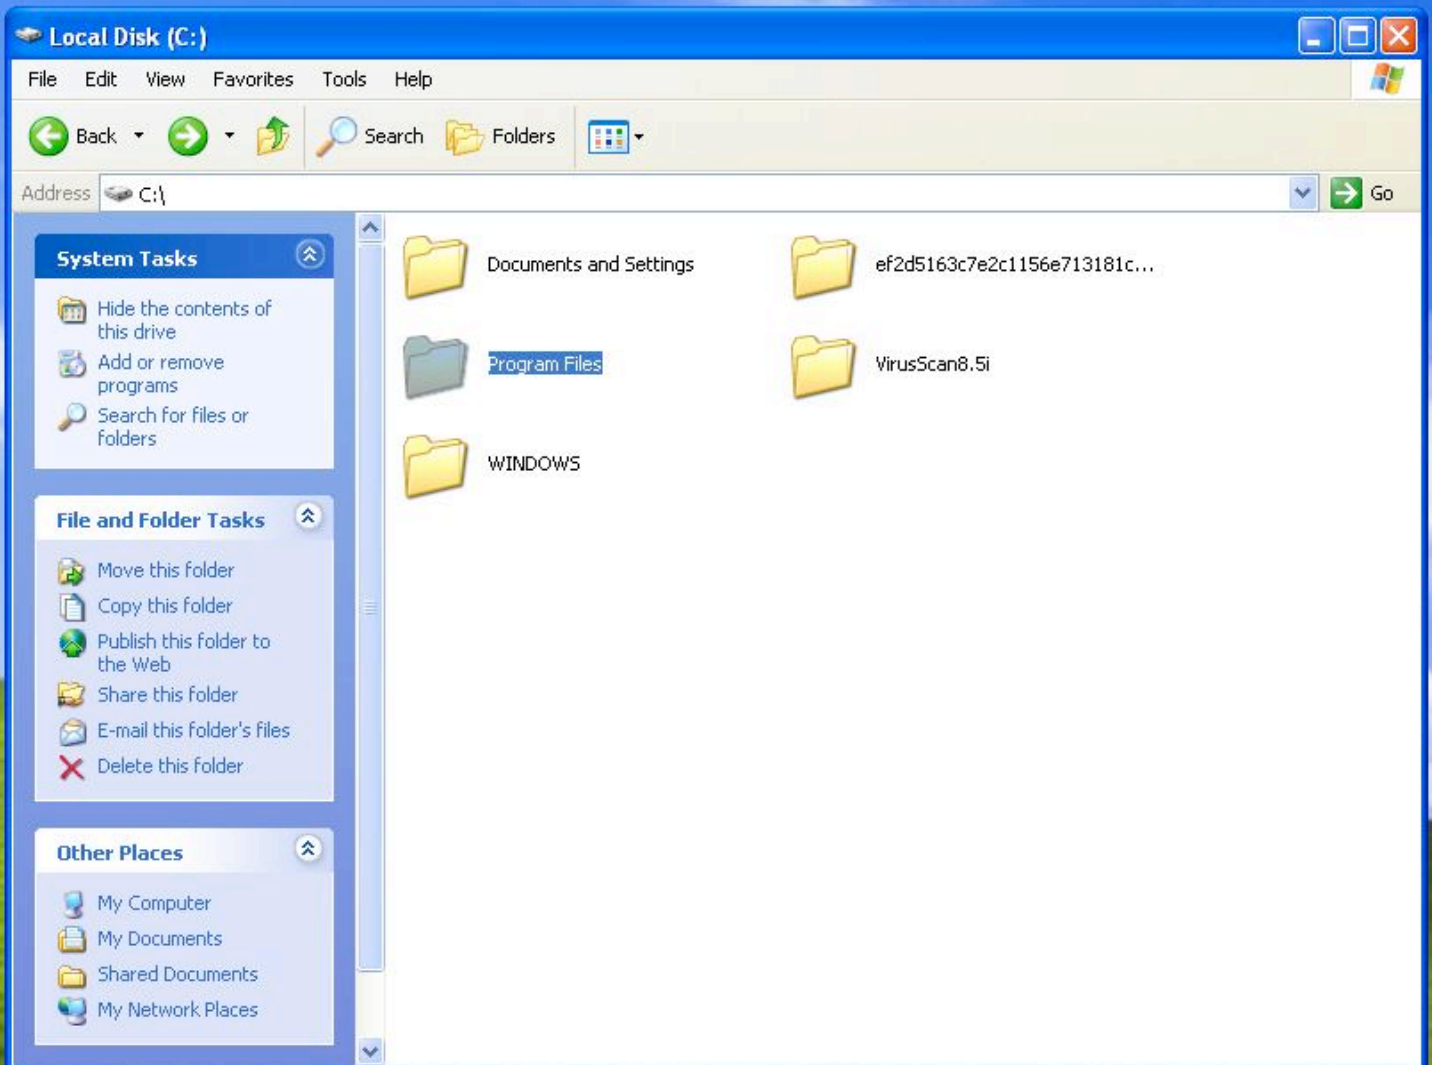 Local Disk (C:)
File Edit View Favorites Tools Help
Back Search Folders
Address C:\ Go
System Tasks
Hide the contents of
this drive
Add or remove
programs
Search for files or
folders
File and Folder Tasks
Move this folder
Copy this folder
Publish this folder to
the Web
Share this folder
E-mail this folder's files
Delete this folder
Other Places
My Computer
My Documents
Shared Documents
My Network Places
Documents and Settings
ef2d5163c7e2c1156e713181c...
Program Files
VirusScan8.5i
WINDOWS